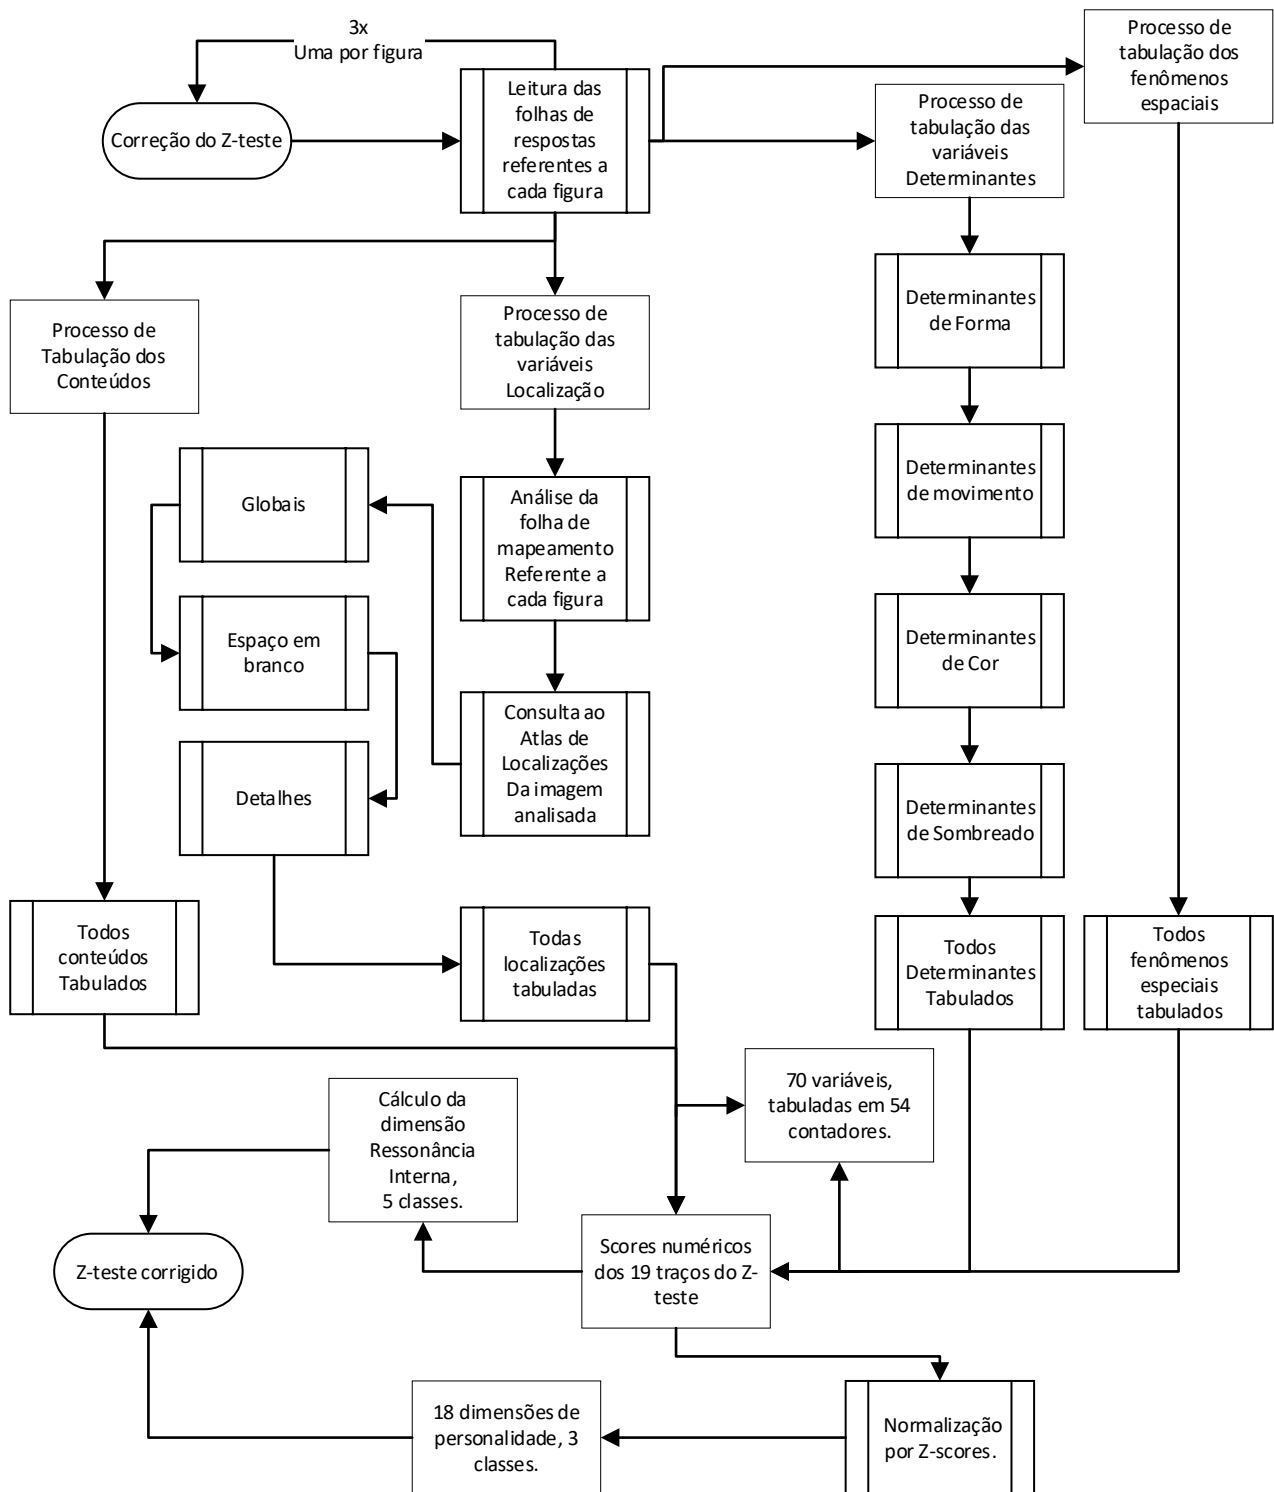 3x
Uma por figura
Correção do Z-teste
Leitura das
folhas de
respostas
referentes a
cada figura
Processo de
tabulação das
variáveis
Determinantes
Processo de
tabulação dos
fenômenos
espaciais
Processo de
Tabulação dos
Conteúdos
Processo de
tabulação das
variáveis
Localização
Determinantes
de Forma
Globais
Análise da
folha de
mapeamento
Referente a
cada figura
Determinantes
de movimento
Espaço em
branco
Determinantes
de Cor
Detalhes
Consulta ao
Atlas de
Localizações
Da imagem
analisada
Determinantes
de Sombreado
Todos
conteúdos
Tabulados
Todas
localizações
tabuladas
Todos
Determinantes
Tabulados
Todos
fenômenos
especiais
tabulados
70 variáveis,
tabuladas em 54
contadores.
Cálculo da
dimensão
Ressonância
Interna,
5 classes.
Z-teste corrigido
Scores numéricos
dos 19 traços do Z-
teste
18 dimensões de
personalidade, 3
classes.
Normalização
por Z-scores.